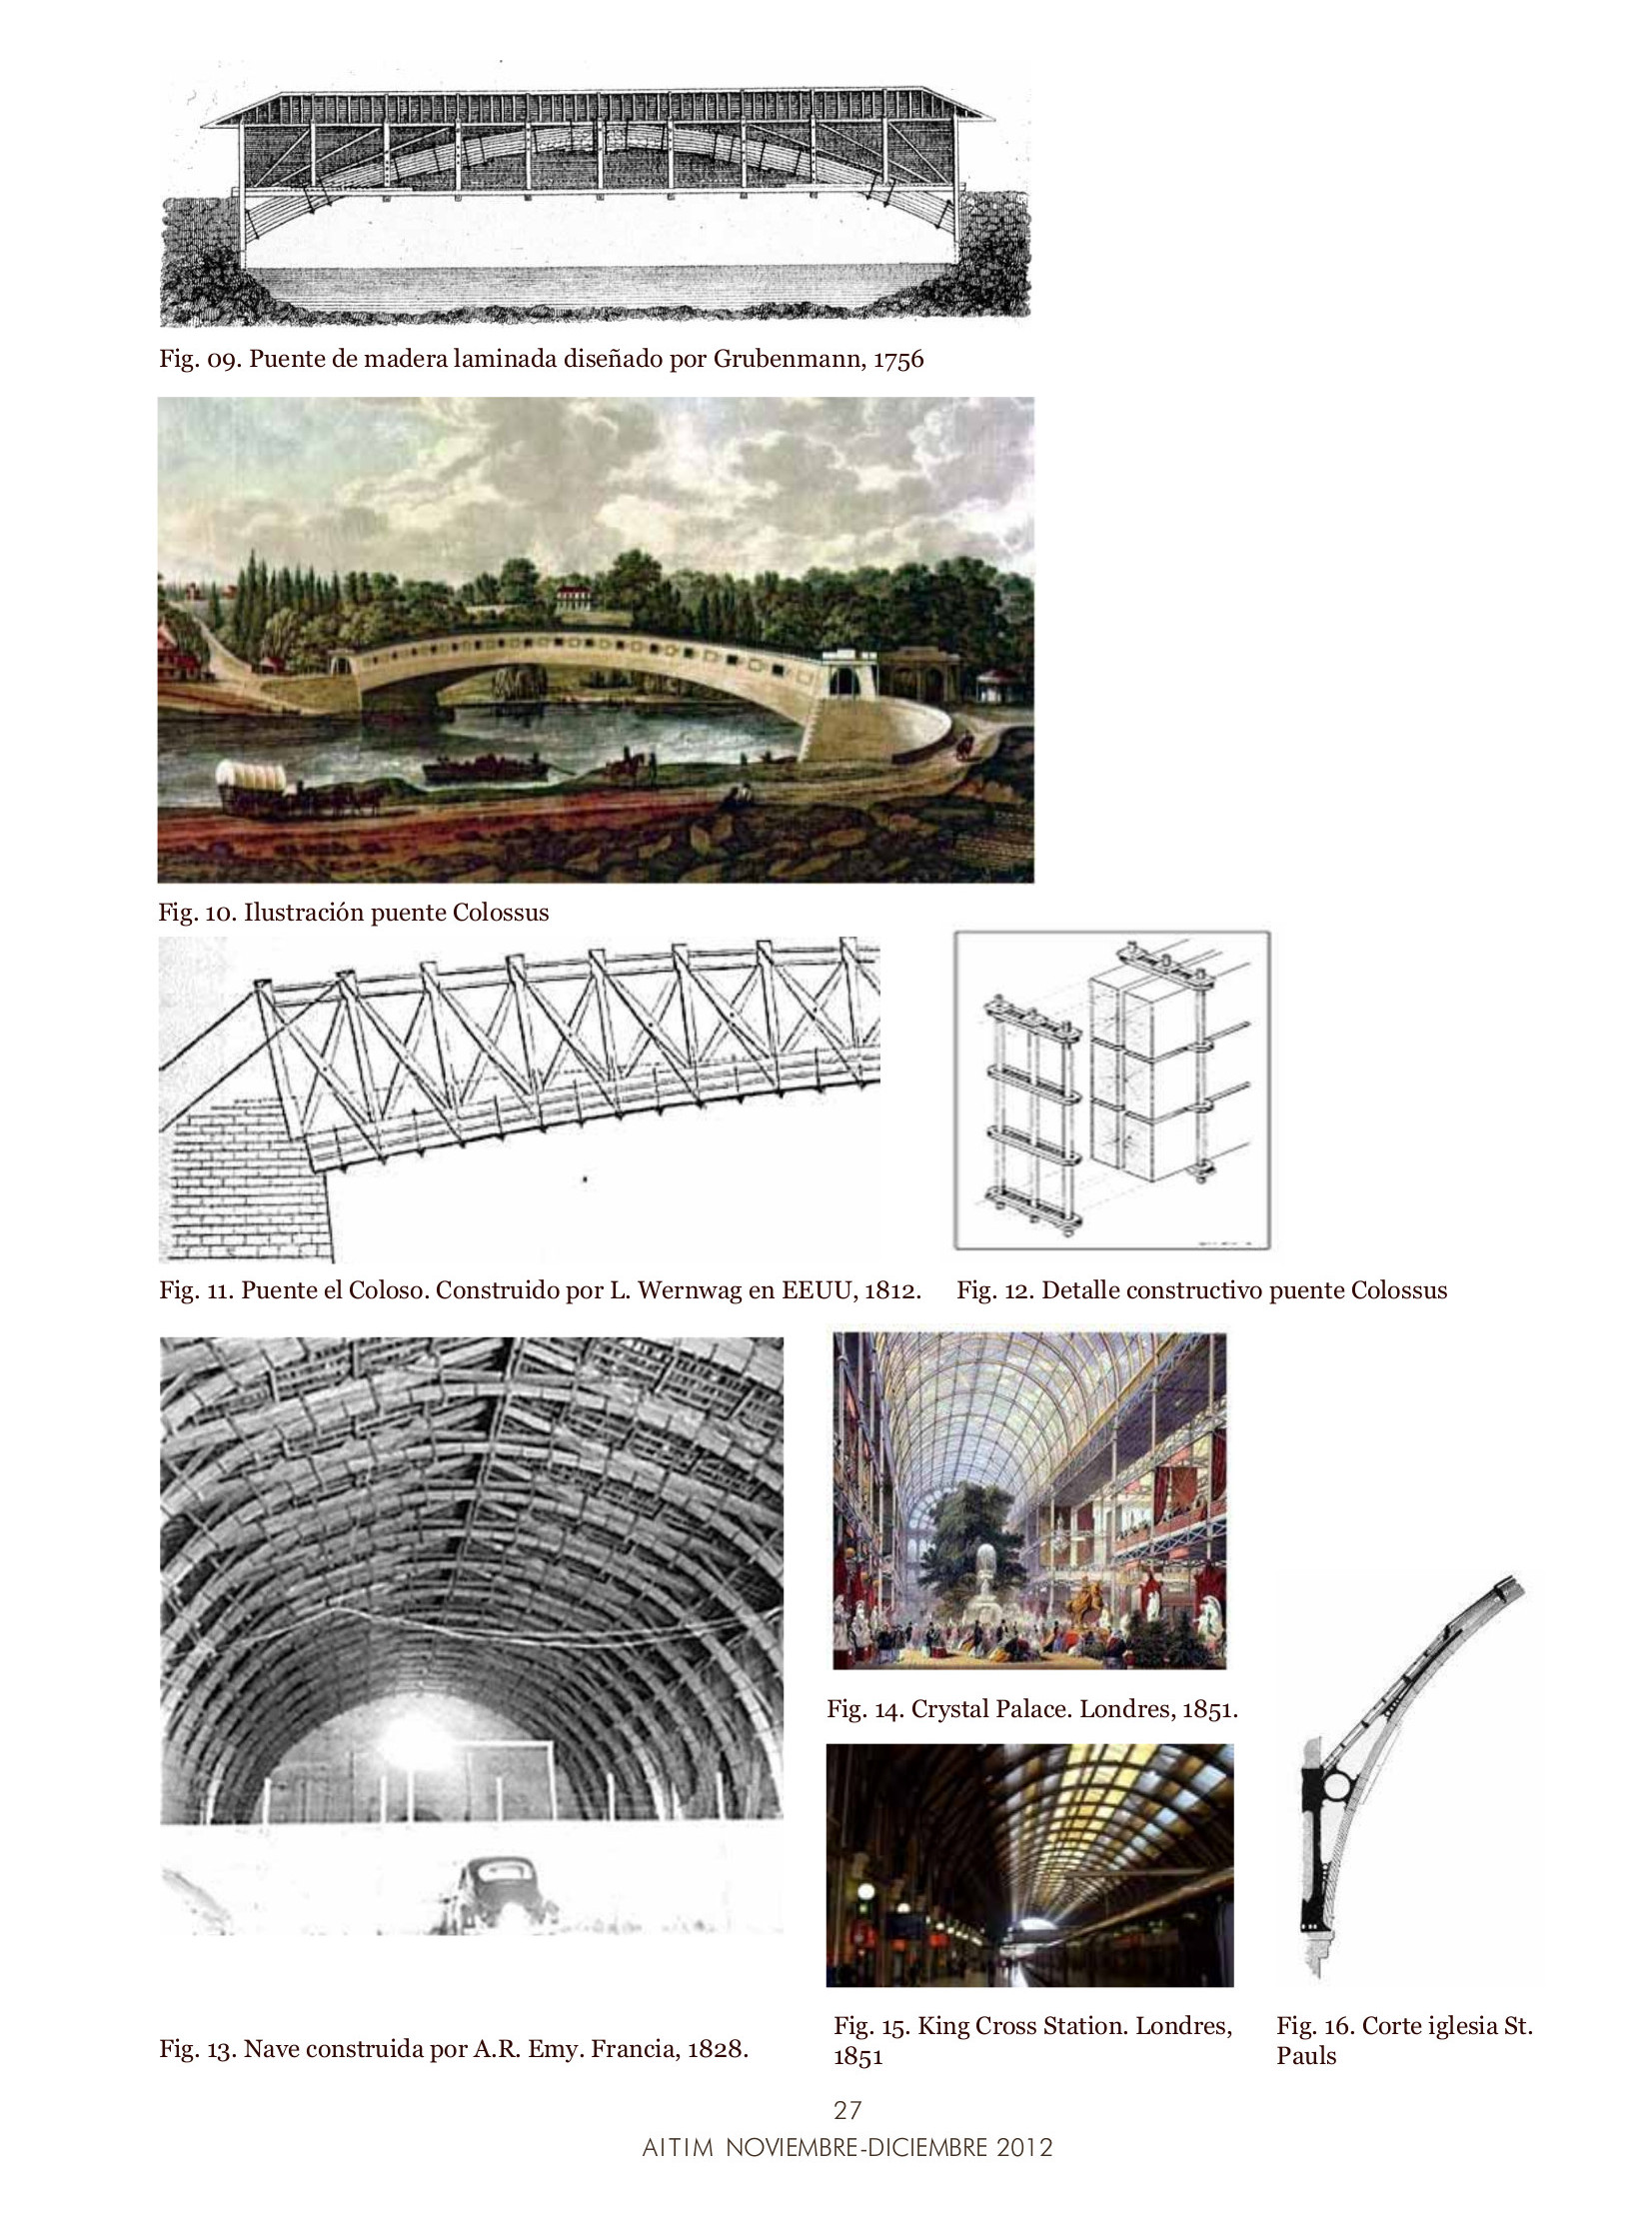 Fig. 09. Puente de madera laminada diseñado por Grubenmann, 1756
Fig. 10. Ilustración puente Colossus
Fig. 11. Puente el Coloso. Construido por L. Wernwag en EEUU, 1812.
Fig. 12. Detalle constructivo puente Colossus
Fig. 14. Crystal Palace. Londres, 1851.
Fig. 13. Nave construida por A.R. Emy. Francia, 1828.
Fig. 15. King Cross Station. Londres,
1851
Fig. 16. Corte iglesia St.
Pauls
27
AITIM NOVIEMBRE-DICIEMBRE 2012